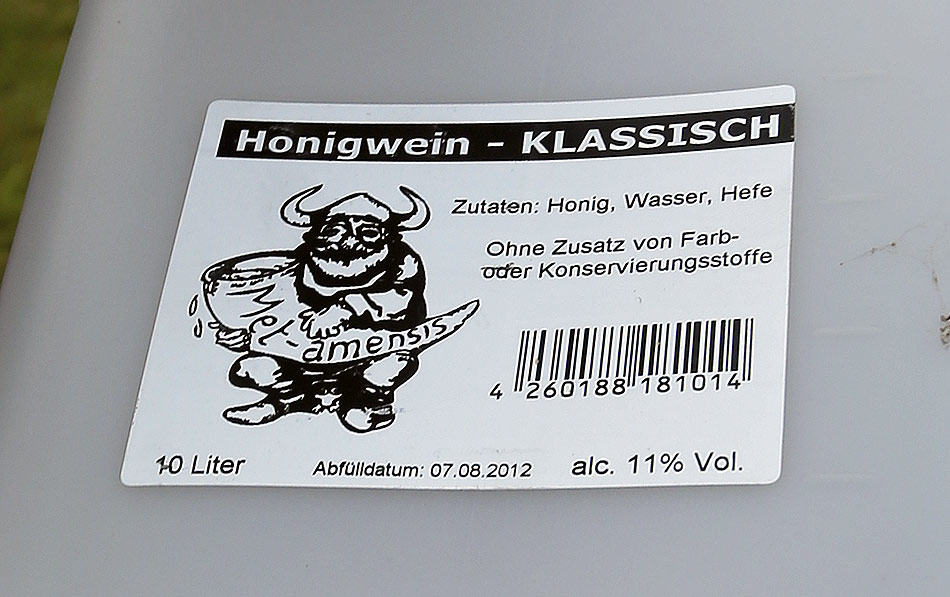 Honigwein - KLASSISCH
Zutaten: Honig, Wasser, Hefe
Ohne Zusatz von Farb-
oder Konservierungsstoffe
Met-amensis
4 260188 181014
10 Liter
Abfülldatum: 07.08.2012
alc. 11% Vol.